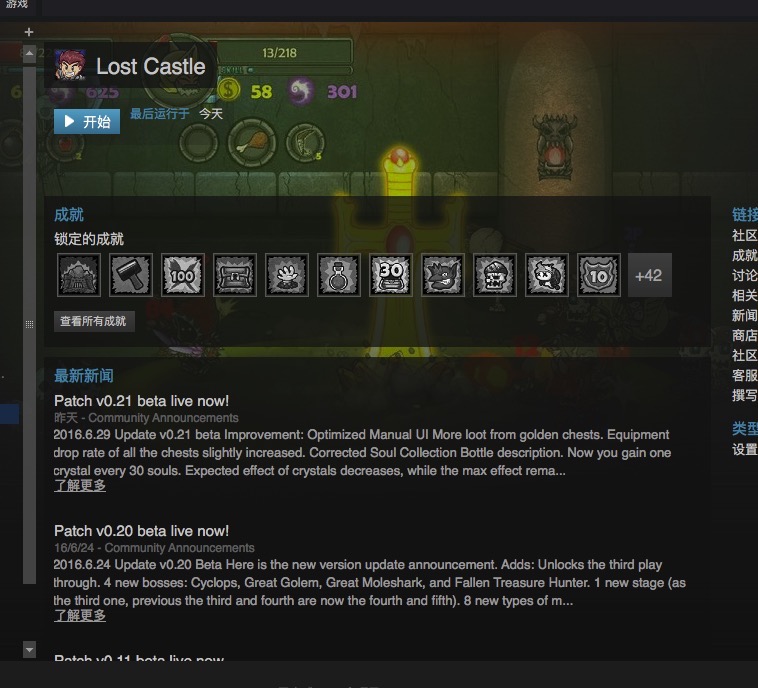 游戏
+
13/218
Lost Castle
625
58
301
开始
最后运行于 今天
2
5
成就
锁定的成就
100
30
10
+42
查看所有成就
最新新闻
Patch v0.21 beta live now!
昨天 - Community Announcements
2016.6.29 Update v0.21 beta Improvement: Optimized Manual UI More loot from golden chests. Equipment
drop rate of all the chests slightly increased. Corrected Soul Collection Bottle description. Now you gain one
crystal every 30 souls. Expected effect of crystals decreases, while the max effect rema...
了解更多
Patch v0.20 beta live now!
16/6/24 - Community Announcements
2016.6.24 Update v0.20 Beta Here is the new version update announcement. Adds: Unlocks the third play
through. 4 new bosses: Cyclops, Great Golem, Great Moleshark, and Fallen Treasure Hunter. 1 new stage (as
the third one, previous the third and fourth are now the fourth and fifth). 8 new types of m...
了解更多
Patch v0.11 beta live now
链接
社区
成就
讨论
相关
新闻
商店
社区
客服
撰写
类型
设置